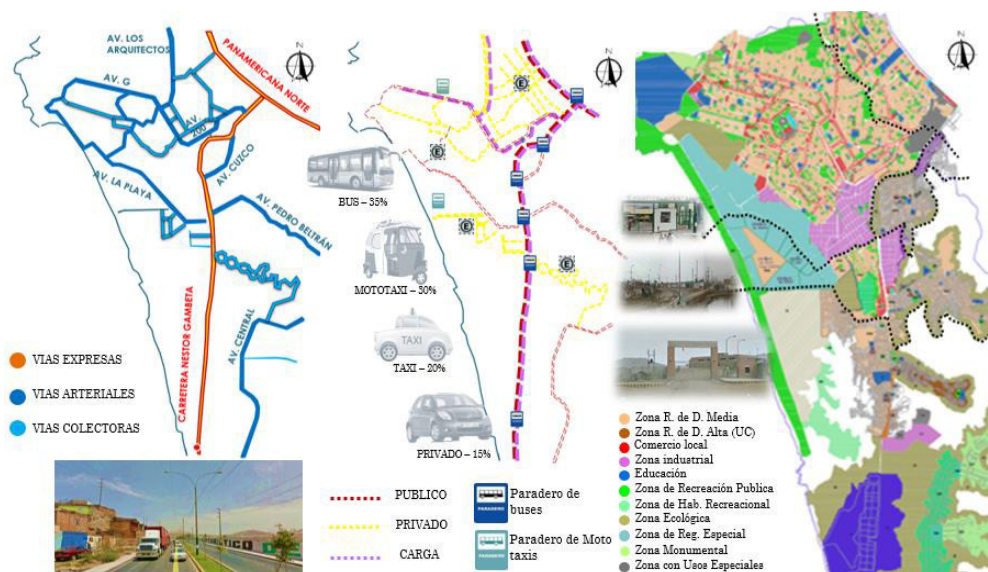 AV. LOS
ARQUITECTOS
AV. G
PANAMERICANA NORTE
AV.
200
AV. CUZCO
AV. LA PLAYA
AV. PEDRO BELTRÁN
CARRETERA NESTOR GAMBETA
AV. CENTRAL
VIAS EXPRESAS
VIAS ARTERIALES
VIAS COLECTORAS
N
E
E
E
E
BUS – 35%
MOTOTAXI – 30%
TAXI
TAXI – 20%
PRIVADO – 15%
PUBLICO
PRIVADO
CARGA
PARADERO
Paradero de
buses
PARADERO
Paradero de Moto
taxis
N
N
Zona R. de D. Media
Zona R. de D. Alta (UC)
Comercio local
Zona industrial
Educación
Zona de Recreación Publica
Zona de Hab. Recreacional
Zona Ecológica
Zona de Reg. Especial
Zona Monumental
Zona con Usos Especiales